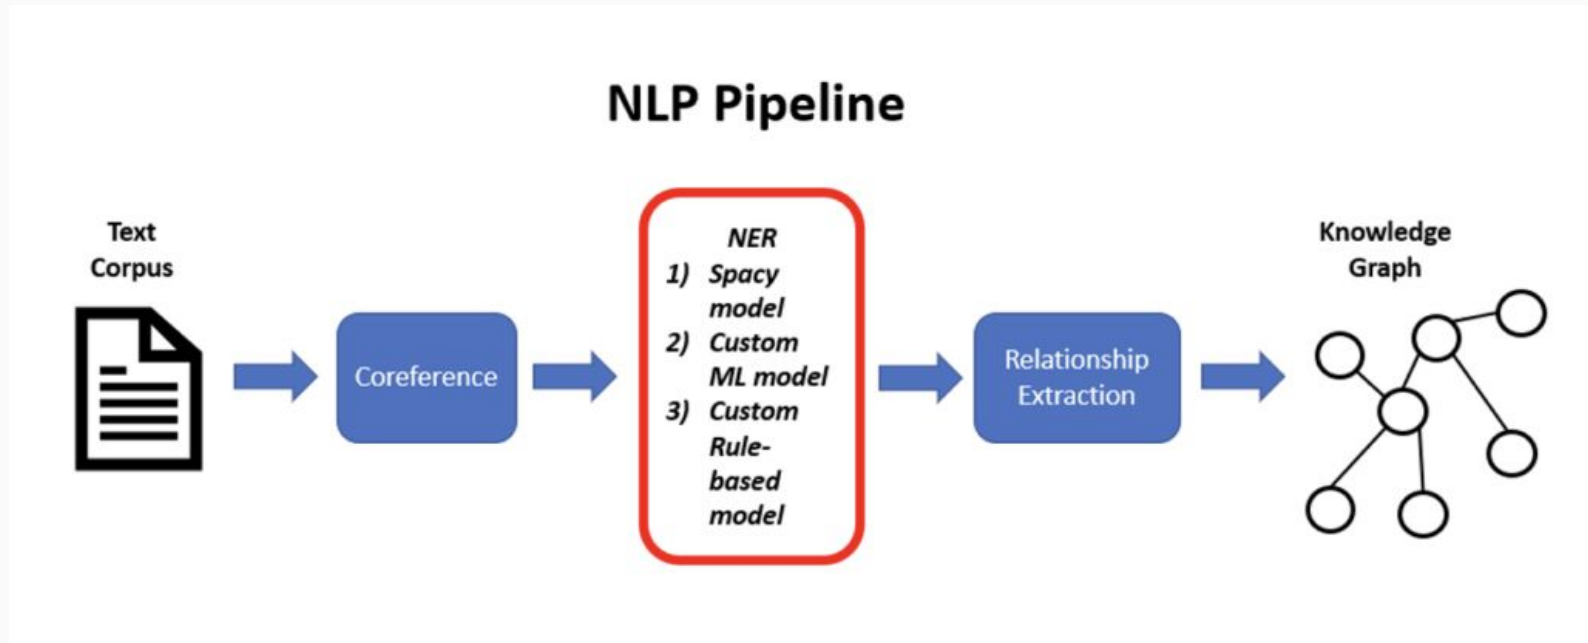 NLP Pipeline
Text
Corpus
Coreference
NER
1) Spacy
model
2) Custom
ML model
3) Custom
Rule-
based
model
Relationship
Extraction
Knowledge
Graph